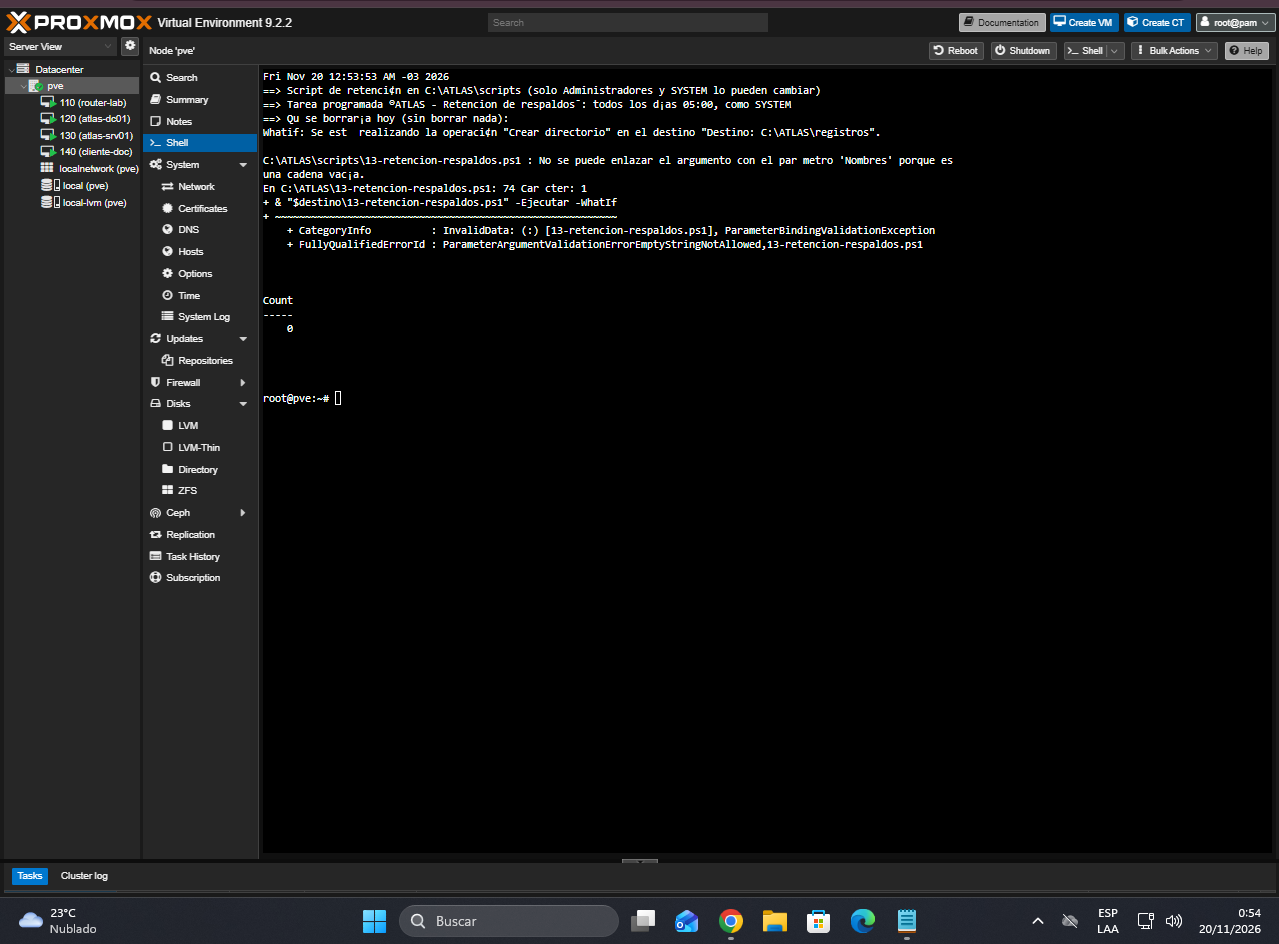 PROXMOX Virtual Environment 9.2.2
Search
Documentation
Create VM
Create CT
root@pam
Server View
Node 'pve'
Reboot
Shutdown
Shell
Bulk Actions
Help
Datacenter
pve
110 (router-lab)
120 (atlas-dc01)
130 (atlas-srv01)
140 (cliente-doc)
localnetwork (pve)
local (pve)
local-lvm (pve)
Search
Summary
Notes
Shell
System
Network
Certificates
DNS
Hosts
Options
Time
System Log
Updates
Repositories
Firewall
Disks
LVM
LVM-Thin
Directory
ZFS
Ceph
Replication
Task History
Subscription
Fri Nov 20 12:53:53 AM -03 2026
==> Script de retenci¢n en C:\ATLAS\scripts (solo Administradores y SYSTEM lo pueden cambiar)
==> Tarea programada ®ATLAS - Retencion de respaldos¯: todos los d¡as 05:00, como SYSTEM
==> Qu se borrar¡a hoy (sin borrar nada):
Whatif: Se est  realizando la operaci¢n "Crear directorio" en el destino "Destino: C:\ATLAS\registros".
C:\ATLAS\scripts\13-retencion-respaldos.ps1 : No se puede enlazar el argumento con el par metro 'Nombres' porque es
una cadena vac¡a.
En C:\ATLAS\13-retencion-respaldos.ps1: 74 Car cter: 1
+ & "$destino\13-retencion-respaldos.ps1" -Ejecutar -WhatIf
+ ~~~~~~~~~~~~~~~~~~~~~~~~~~~~~~~~~~~~~~~~~~~~~~~~~~~~~~~~~
    + CategoryInfo          : InvalidData: (:) [13-retencion-respaldos.ps1], ParameterBindingValidationException
    + FullyQualifiedErrorId : ParameterArgumentValidationErrorEmptyStringNotAllowed,13-retencion-respaldos.ps1
Count
-----
    0
root@pve:~#
Tasks
Cluster log
23°C
Nublado
Buscar
ESP
LAA
0:54
20/11/2026